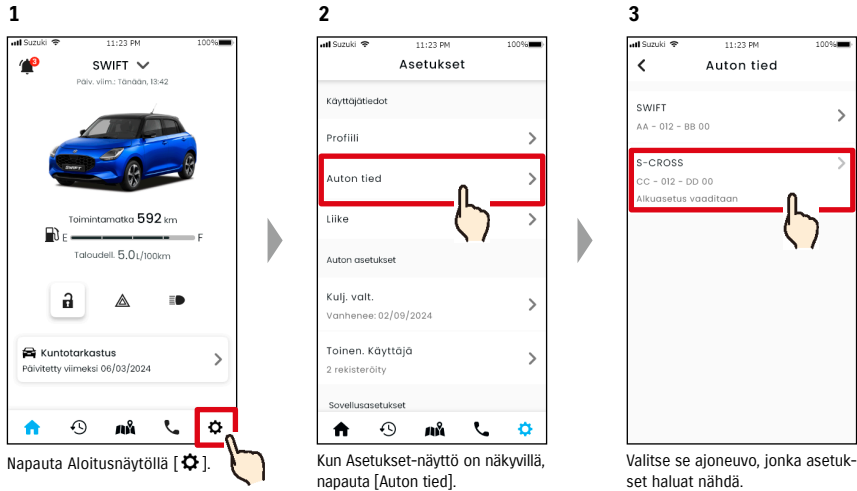 1
Suzuki 11:23 PM 100%
3
SWIFT
Päiv. viim.: Tänään, 13:42
SWIFT
Toimintamatka 592 km
E F
Taloudell. 5.0L/100km
Kuntotarkastus
Päivitetty viimeksi 06/03/2024
Napauta Aloitusnäytöllä [ ].
2
Suzuki 11:23 PM 100%
Asetukset
Käyttäjätiedot
Profiili
Auton tied
Liike
Auton asetukset
Kulj. valt.
Vanhenee: 02/09/2024
Toinen. Käyttäjä
2 rekisteröity
Sovellusasetukset
Kun Asetukset-näyttö on näkyvillä,
napauta [Auton tied].
3
Suzuki 11:23 PM 100%
Auton tied
SWIFT
AA - 012 - BB 00
S-CROSS
CC - 012 - DD 00
Alkuasetus vaaditaan
Valitse se ajoneuvo, jonka asetuk-
set haluat nähdä.